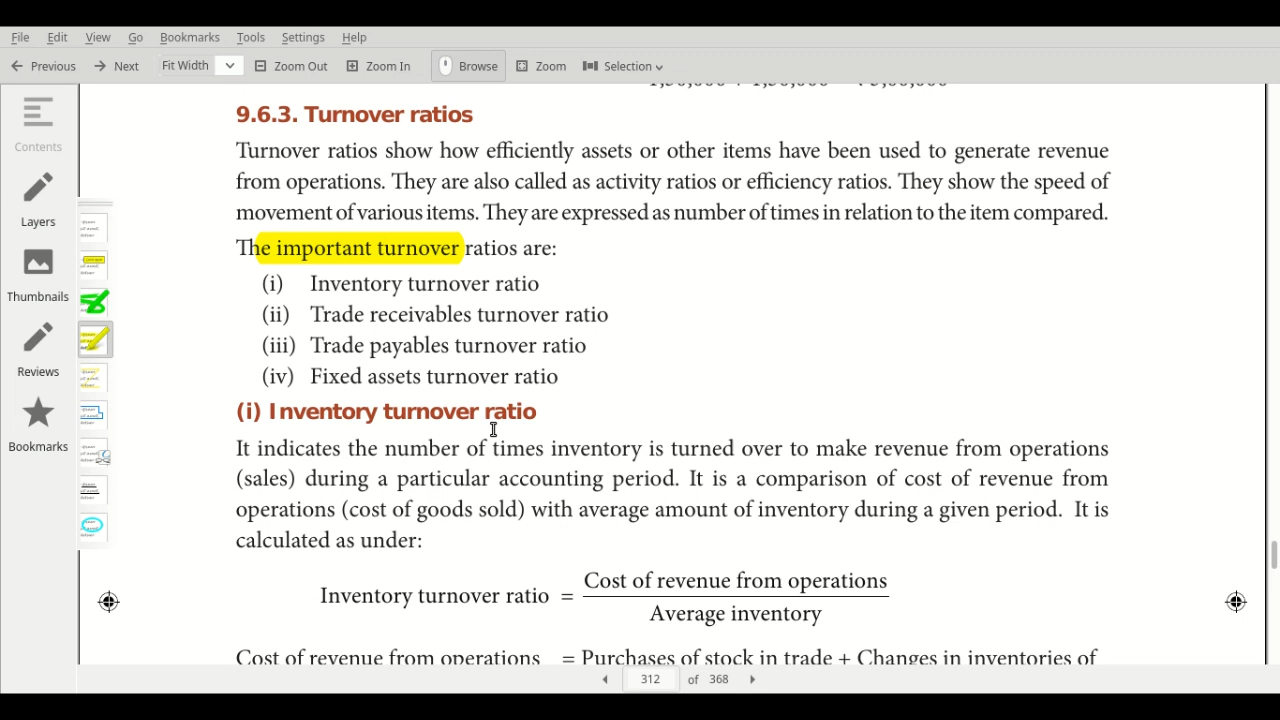 File Edit View Go Bookmarks Tools Settings Help
Previous Next Fit Width Zoom Out Zoom In Browse Zoom Selection
Contents
Layers
Thumbnails
Reviews
Bookmarks
9.6.3. Turnover ratios
Turnover ratios show how efficiently assets or other items have been used to generate revenue
from operations. They are also called as activity ratios or efficiency ratios. They show the speed of
movement of various items. They are expressed as number of times in relation to the item compared.
The important turnover ratios are:
(i) Inventory turnover ratio
(ii) Trade receivables turnover ratio
(iii) Trade payables turnover ratio
(iv) Fixed assets turnover ratio
(i) Inventory turnover ratio
It indicates the number of times inventory is turned over to make revenue from operations
(sales) during a particular accounting period. It is a comparison of cost of revenue from
operations (cost of goods sold) with average amount of inventory during a given period. It is
calculated as under:
Cost of revenue from operations
Inventory turnover ratio =
Average inventory
Cost of revenue from operations = Purchases of stock in trade + Changes in inventories of
312 of 368